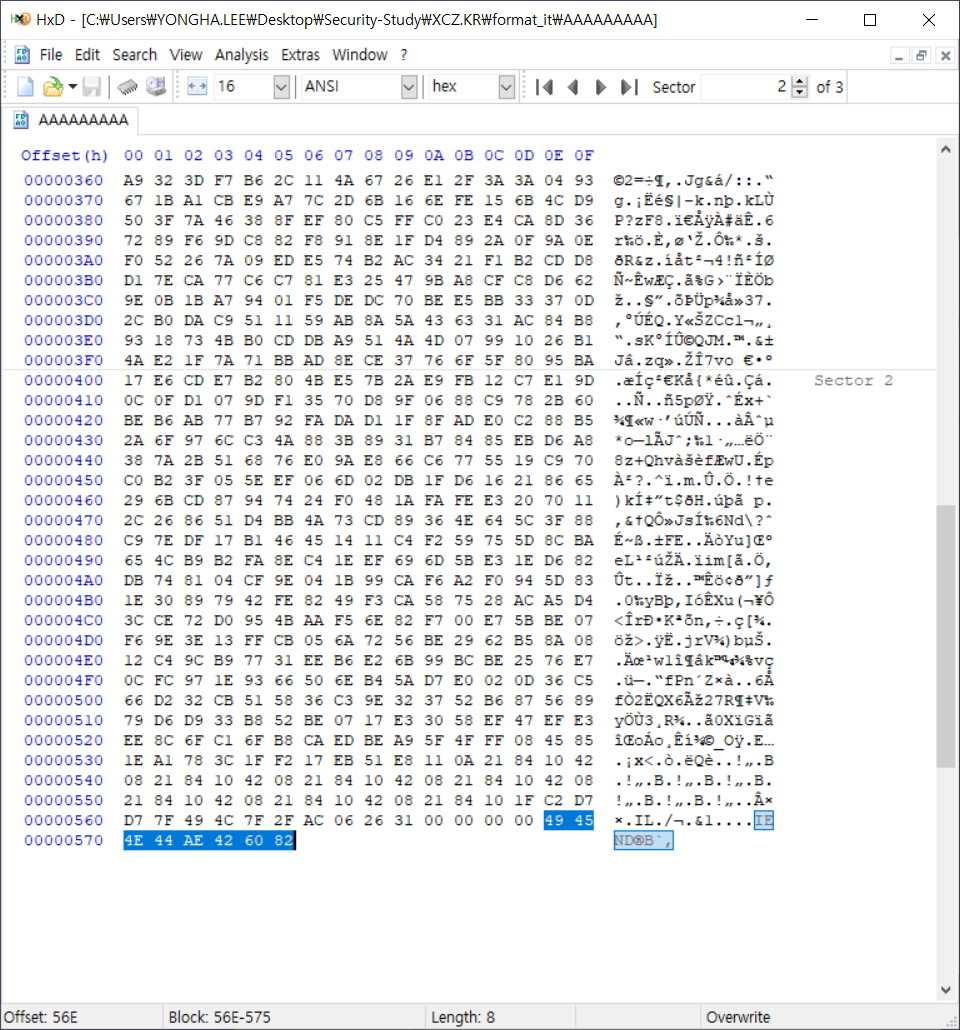 HxD - [C:₩Users₩YONGHA.LEE₩Desktop₩Security-Study₩XCZ.KR₩format_it₩AAAAAAAAA]
File Edit Search View Analysis Extras Window ?
16 ANSI hex Sector 2 of 3
AAAAAAAAA
Offset(h) 00 01 02 03 04 05 06 07 08 09 0A 0B 0C 0D 0E 0F
00000360 A9 32 3D F7 B6 2C 11 4A 67 26 E1 2F 3A 3A 04 93 ©2=÷¶,.Jg&á/::.“
00000370 67 1B A1 CB E9 A7 7C 2D 6B 16 6E FE 15 6B 4C D9 g.¡Ëé§|-k.nþ.kLÙ
00000380 50 3F 7A 46 38 8F EF 80 C5 FF C0 23 E4 CA 8D 36 P?zF8.ï€ÅÿÀ#äÊ.6
00000390 72 89 F6 9D C8 82 F8 91 8E 1F D4 89 2A 0F 9A 0E r‰ö.È‚ø‘Ž.Ô‰*.š.
000003A0 F0 52 26 7A 09 ED E5 74 B2 AC 34 21 F1 B2 CD D8 ðR&z.íåt²¬4!ñ²ÍØ
000003B0 D1 7E CA 77 C6 C7 81 E3 25 47 9B A8 CF C8 D6 62 Ñ~ÊwÆÇ.ã%G›¨ÏÈÖb
000003C0 9E 0B 1B A7 94 01 F5 DE DC 70 BE E5 BB 33 37 0D ž..§”.õÞÜp¾å»37.
000003D0 2C B0 DA C9 51 11 59 AB 8A 5A 43 63 31 AC 84 B8 ,°ÚÉQ.Y«ŠZCc1¬„¸
000003E0 93 18 73 4B B0 CD DB A9 51 4A 4D 07 99 10 26 B1 “.sK°ÍÛ©QJM.™.&±
000003F0 4A E2 1F 7A 71 BB AD 8E CE 37 76 6F 5F 80 95 BA Jâ.zq».ŽÎ7vo_€•º
00000400 17 E6 CD E7 B2 80 4B E5 7B 2A E9 FB 12 C7 E1 9D .æÍç²€Kå{*éû.Çá. Sector 2
00000410 0C 0F D1 07 9D F1 35 70 D8 9F 06 88 C9 78 2B 60 ..Ñ..ñ5pØŸ.ˆÉx+`
00000420 BE B6 AB 77 B7 92 FA DA D1 1F 8F AD E0 C2 88 B5 ¾¶«w·’úÚÑ...àÂˆµ
00000430 2A 6F 97 6C C3 4A 88 3B 89 31 B7 84 85 EB D6 A8 *o—lÃJˆ;‰1·„…ëÖ¨
00000440 38 7A 2B 51 68 76 E0 9A E8 66 C6 77 55 19 C9 70 8z+QhvàšèfÆwU.Ép
00000450 C0 B2 3F 05 5E EF 06 6D 02 DB 1F D6 16 21 86 65 À²?.^ï.m.Û.Ö.!†e
00000460 29 6B CD 87 94 74 24 F0 48 1A FA FE E3 20 70 11 )kÍ‡”t$ðH.úþã p.
00000470 2C 26 86 51 D4 BB 4A 73 CD 89 36 4E 64 5C 3F 88 ,&†QÔ»JsÍ‰6Nd\?ˆ
00000480 C9 7E DF 17 B1 46 45 14 11 C4 F2 59 75 5D 8C BA É~ß.±FE..ÄòYu]Œº
00000490 65 4C B9 B2 FA 8E C4 1E EF 69 6D 5B E3 1E D6 82 eL¹²úŽÄ.ïim[ã.Ö‚
000004A0 DB 74 81 04 CF 9E 04 1B 99 CA F6 A2 F0 94 5D 83 Ût..Ïž..™Êö¢ð”]ƒ
000004B0 1E 30 89 79 42 FE 82 49 F3 CA 58 75 28 AC A5 D4 .0‰yBþ‚IóÊXu(¬¥Ô
000004C0 3C CE 72 D0 95 4B AA F5 6E 82 F7 00 E7 5B BE 07 <ÎrÐ•Kªõn‚÷.ç[¾.
000004D0 F6 9E 3E 13 FF CB 05 6A 72 56 BE 29 62 B5 8A 08 öž>.ÿË.jrV¾)bµŠ.
000004E0 12 C4 9C B9 77 31 EE B6 E2 6B 99 BC BE 25 76 E7 .Äœ¹w1î¶âk™¼¾%vç
000004F0 0C FC 97 1E 93 66 50 6E B4 5A D7 E0 02 0D 36 C5 .ü—.“fPn´Z×à..6Å
00000500 66 D2 32 CB 51 58 36 C3 9E 32 37 52 B6 87 56 89 fÒ2ËQX6Ãž27R¶‡V‰
00000510 79 D6 D9 33 B8 52 BE 07 17 E3 30 58 EF 47 EF E3 yÖÙ3¸R¾..ã0XïGïã
00000520 EE 8C 6F C1 6F B8 CA ED BE A9 5F 4F FF 08 45 85 îŒoÁo¸Êí¾©_Oÿ.E…
00000530 1E A1 78 3C 1F F2 17 EB 51 E8 11 0A 21 84 10 42 .¡x<.ò.ëQè..!„.B
00000540 08 21 84 10 42 08 21 84 10 42 08 21 84 10 42 08 .!„.B.!„.B.!„.B.
00000550 21 84 10 42 08 21 84 10 42 08 21 84 10 1F C2 D7 !„.B.!„.B.!„..Â×
00000560 D7 7F 49 4C 7F 2F AC 06 26 31 00 00 00 00 49 45 ×.IL./¬.&1....IE
00000570 4E 44 AE 42 60 82 ND®B`‚
Offset: 56E Block: 56E-575 Length: 8 Overwrite